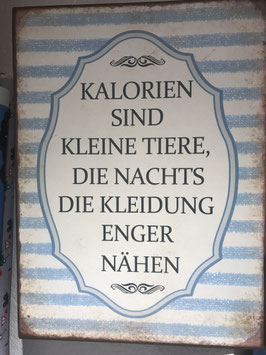 KALORIEN
SIND
KLEINE TIERE,
DIE NACHTS
DIE KLEIDUNG
ENGER
NÄHEN